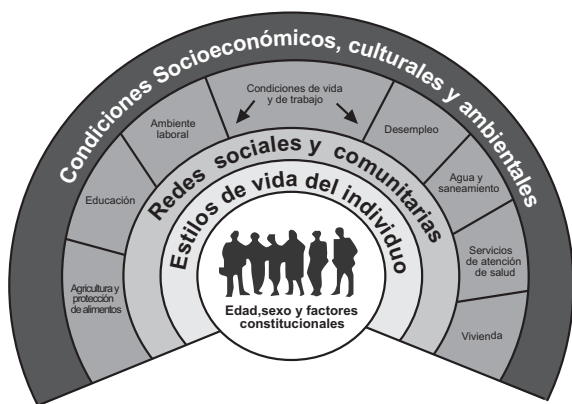 Condiciones Socioeconómicos, culturales y ambientales
Condiciones de vida
y de trabajo
Ambiente
laboral
Desempleo
Educación
Agua y
saneamiento
Agricultura y
protección
de alimentos
Servicios
de atención
de salud
Vivienda
Redes sociales y comunitarias
Estilos de vida del individuo
Edad,sexo y factores
constitucionales